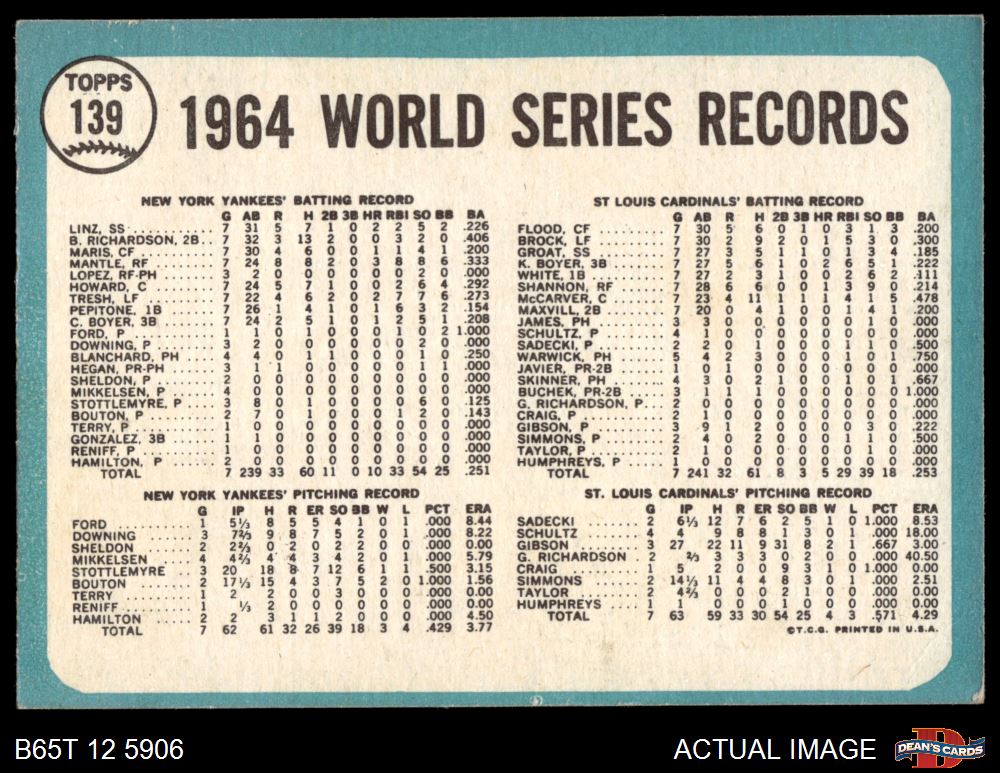 TOPPS
139
1964 WORLD SERIES RECORDS
NEW YORK YANKEES' BATTING RECORD
G AB R H 2B 3B HR RBI SO BB BA
LINZ, SS 7 31 5 7 1 0 2 2 5 2 .226
B. RICHARDSON, 2B.. 7 32 3 13 2 0 0 3 2 0 .406
MARIS, CF 7 30 4 6 0 0 1 1 4 1 .200
MANTLE, RF 7 24 8 8 2 0 3 8 8 6 .333
LOPEZ, RF-PH 3 2 0 0 0 0 0 0 2 0 .000
HOWARD, C 7 24 5 7 1 0 0 2 6 4 .292
TRESH, LF 7 22 4 6 2 0 2 7 7 6 .273
PEPITONE, 1B 7 26 1 4 1 0 1 6 3 2 .154
C. BOYER, 3B 7 24 2 5 1 0 1 2 5 1 .208
FORD, P 1 1 0 1 0 0 0 1 0 2 1.000
DOWNING, P 3 2 0 0 0 0 0 0 1 0 .000
BLANCHARD, PH 4 4 0 1 1 0 0 0 1 0 .250
HEGAN, PR-PH 3 1 1 0 0 0 0 0 1 0 .000
SHELDON, P 2 0 0 0 0 0 0 0 0 0 .000
MIKKELSEN, P 4 0 0 0 0 0 0 0 0 0 .000
STOTTLEMYRE, P 3 8 0 1 0 0 0 0 6 0 .125
BOUTON, P 2 7 0 1 0 0 0 1 2 0 .143
TERRY, P 1 0 0 0 0 0 0 0 0 0 .000
GONZALEZ, 3B 1 1 0 0 0 0 0 0 0 0 .000
RENIFF, P 1 0 0 0 0 0 0 0 0 0 .000
HAMILTON, P 2 0 0 0 0 0 0 0 0 0 .000
TOTAL 7 239 33 60 11 0 10 33 54 25 .251
NEW YORK YANKEES' PITCHING RECORD
G IP H R ER SO BB W L PCT ERA
FORD 1 5⅓ 8 5 5 4 1 0 1 .000 8.44
DOWNING 3 7⅔ 9 8 7 5 2 0 1 .000 8.22
SHELDON 2 2⅔ 0 2 0 2 2 0 0 .000 0.00
MIKKELSEN 4 4⅔ 4 4 3 4 2 0 1 .000 5.79
STOTTLEMYRE 3 20 18 8 7 12 6 1 1 .500 3.15
BOUTON 2 17⅓ 15 4 3 7 5 2 0 1.000 1.56
TERRY 1 2 2 0 0 3 0 0 0 .000 0.00
RENIFF 1 ⅓ 2 0 0 0 0 0 0 .000 0.00
HAMILTON 2 2 3 1 1 2 0 0 0 .000 4.50
TOTAL 7 62 61 32 26 39 18 3 4 .429 3.77
ST LOUIS CARDINALS' BATTING RECORD
G AB R H 2B 3B HR RBI SO BB BA
FLOOD, CF 7 30 5 6 0 1 0 3 1 3 .200
BROCK, LF 7 30 2 9 2 0 1 5 3 0 .300
GROAT, SS 7 27 3 5 1 1 0 1 3 4 .185
K. BOYER, 3B 7 27 5 6 1 0 2 6 5 1 .222
WHITE, 1B 7 27 2 3 1 0 0 2 6 2 .111
SHANNON, RF 7 28 6 6 0 0 1 3 9 0 .214
McCARVER, C 7 23 4 11 1 1 1 4 1 5 .478
MAXVILL, 2B 7 20 0 4 1 0 0 1 4 1 .200
JAMES, PH 3 3 0 0 0 0 0 0 1 0 .000
SCHULTZ, P 4 1 0 0 0 0 0 0 0 0 .000
SADECKI, P 2 2 0 1 0 0 0 1 1 0 .500
WARWICK, PH 5 4 2 3 0 0 0 1 0 1 .750
JAVIER, PR-2B 1 0 1 0 0 0 0 0 0 0 .000
SKINNER, PH 4 3 0 2 1 0 0 1 0 1 .667
BUCHEK, PR-2B 3 1 1 1 0 0 0 0 0 0 1.000
G. RICHARDSON, P 2 0 0 0 0 0 0 0 0 0 .000
CRAIG, P 2 1 0 0 0 0 0 0 0 0 .000
GIBSON, P 3 9 1 2 0 0 0 0 3 0 .222
SIMMONS, P 2 4 0 2 0 0 0 1 1 0 .500
TAYLOR, P 2 1 0 0 0 0 0 0 1 0 .000
HUMPHREYS, P 1 0 0 0 0 0 0 0 0 0 .000
TOTAL 7 241 32 61 8 3 5 29 39 18 .253
ST. LOUIS CARDINALS' PITCHING RECORD
G IP H R ER SO BB W L PCT ERA
SADECKI 2 6⅓ 12 7 6 2 5 1 0 1.000 8.53
SCHULTZ 4 4 9 8 8 1 3 0 1 .000 18.00
GIBSON 3 27 22 11 9 31 8 2 1 .667 3.00
G. RICHARDSON 2 ⅔ 3 3 3 0 2 0 0 .000 40.50
CRAIG 1 5 2 0 0 9 3 1 0 1.000 0.00
SIMMONS 2 14⅓ 11 4 4 8 3 0 1 .000 2.51
TAYLOR 2 4⅔ 0 0 0 2 1 0 0 .000 0.00
HUMPHREYS 1 1 0 0 0 1 0 0 0 .000 0.00
TOTAL 7 63 59 33 30 54 25 4 3 .571 4.29
©T.C.G. PRINTED IN U.S.A.
B65T 12 5906
ACTUAL IMAGE
DEAN'S CARDS